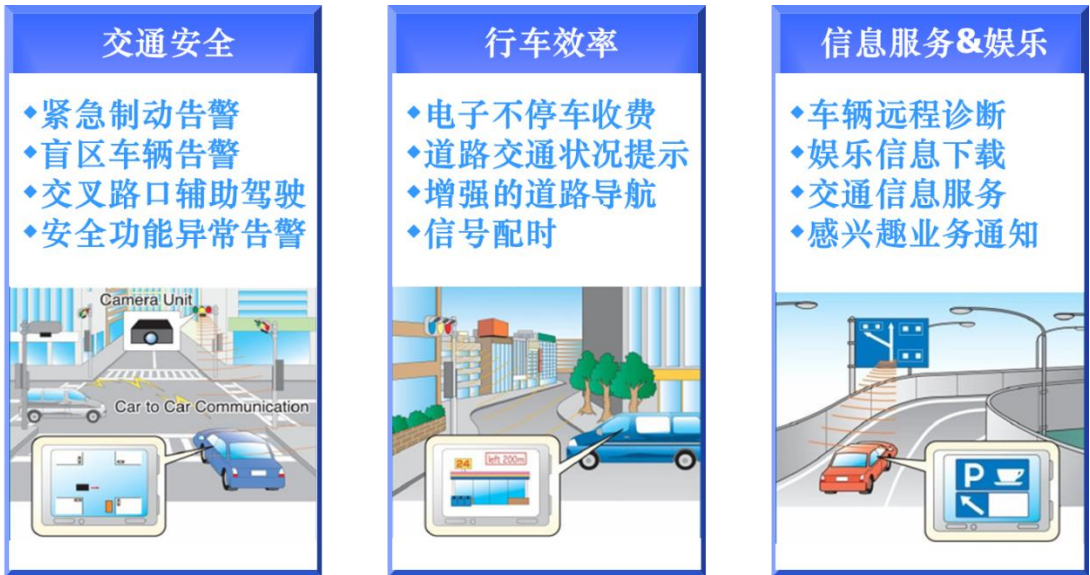 交通安全
◆紧急制动告警
◆盲区车辆告警
◆交叉路口辅助驾驶
◆安全功能异常告警
Camera Unit
Car to Car Communication
行车效率
◆电子不停车收费
◆道路交通状况提示
◆增强的道路导航
◆信号配时
24
left 200m
信息服务&娱乐
◆车辆远程诊断
◆娱乐信息下载
◆交通信息服务
◆感兴趣业务通知
P